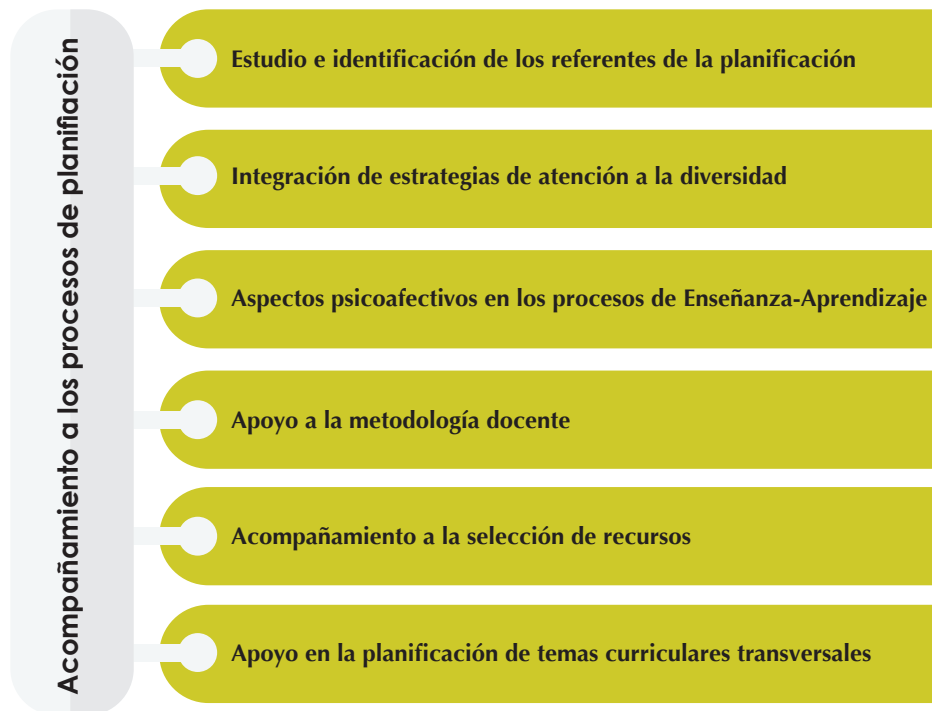 Acompañamiento a los procesos de planifiación
Estudio e identificación de los referentes de la planificación
Integración de estrategias de atención a la diversidad
Aspectos psicoafectivos en los procesos de Enseñanza-Aprendizaje
Apoyo a la metodología docente
Acompañamiento a la selección de recursos
Apoyo en la planificación de temas curriculares transversales